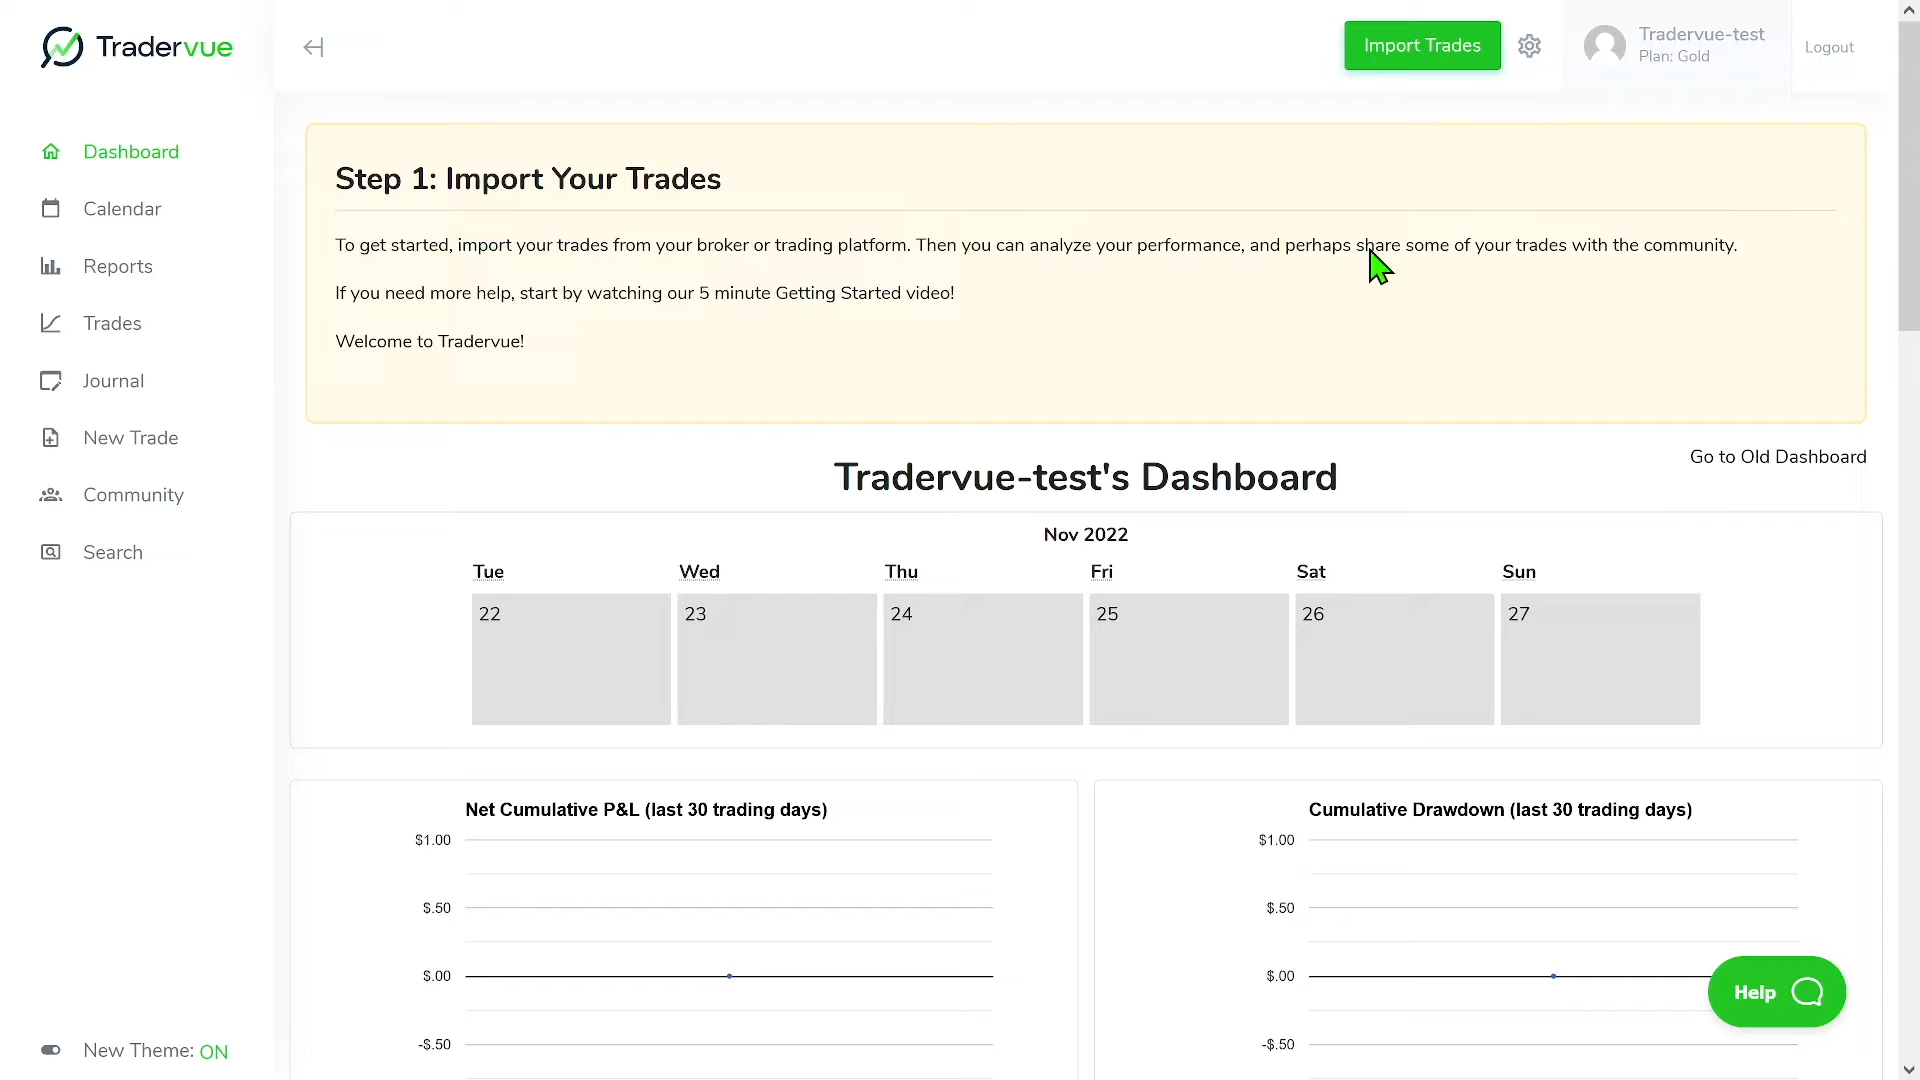 Tradervue
Import Trades
Tradervue-test
Plan: Gold
Logout
Dashboard
Calendar
Reports
Trades
Journal
New Trade
Community
Search
New Theme: ON
Step 1: Import Your Trades
To get started, import your trades from your broker or trading platform. Then you can analyze your performance, and perhaps share some of your trades with the community.
If you need more help, start by watching our 5 minute Getting Started video!
Welcome to Tradervue!
Go to Old Dashboard
Tradervue-test's Dashboard
Nov 2022
Tue Wed Thu Fri Sat Sun
22 23 24 25 26 27
Net Cumulative P&L (last 30 trading days)
$1.00
$.50
$.00
-$.50
Cumulative Drawdown (last 30 trading days)
$1.00
$.50
$.00
-$.50
Help